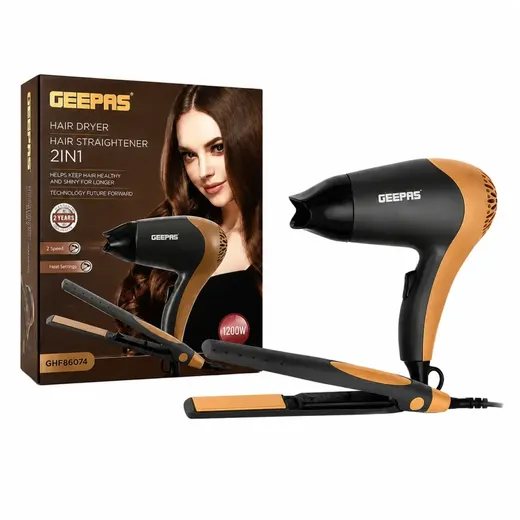 GEEPAS
HAIR DRYER
HAIR STRAIGHTENER
2IN1
HELPS KEEP HAIR HEALTHY
AND SHINY FOR LONGER
TECHNOLOGY FUTURE FORWARD
2 YEARS
2 Speed
Heat Settings
GEEPAS
1200W
GHF86074
GEEPAS